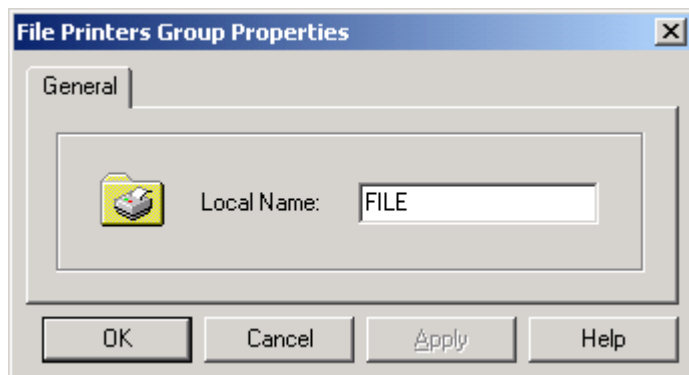 File Printers Group Properties
General
Local Name: FILE
OK Cancel Apply Help